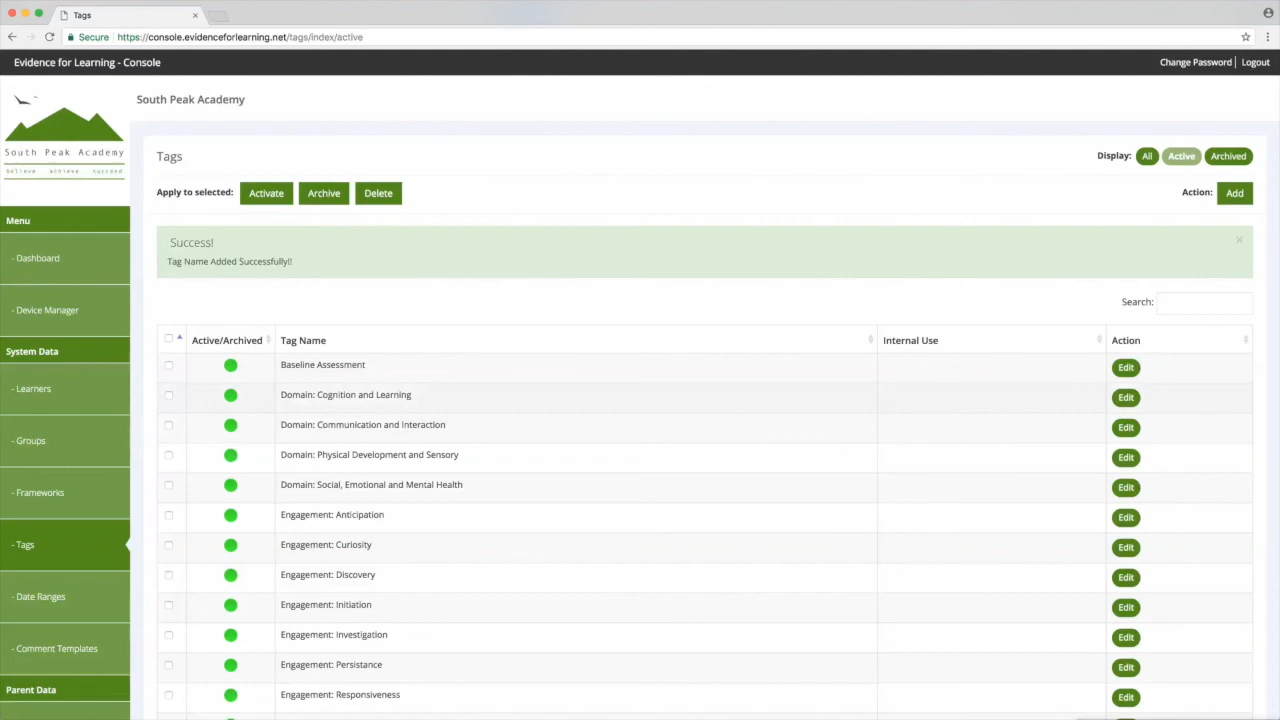 Tags
Secure https://console.evidenceforlearning.net/tags/index/active
Evidence for Learning - Console
Change Password | Logout
South Peak Academy
South Peak Academy
believe achieve succeed
Tags
Display: All Active Archived
Apply to selected: Activate Archive Delete
Action: Add
Success!
Tag Name Added Successfully!!
Search:
Menu
- Dashboard
- Device Manager
System Data
- Learners
- Groups
- Frameworks
- Tags
- Date Ranges
- Comment Templates
Parent Data
Active/Archived Tag Name Internal Use Action
Baseline Assessment Edit
Domain: Cognition and Learning Edit
Domain: Communication and Interaction Edit
Domain: Physical Development and Sensory Edit
Domain: Social, Emotional and Mental Health Edit
Engagement: Anticipation Edit
Engagement: Curiosity Edit
Engagement: Discovery Edit
Engagement: Initiation Edit
Engagement: Investigation Edit
Engagement: Persistance Edit
Engagement: Responsiveness Edit